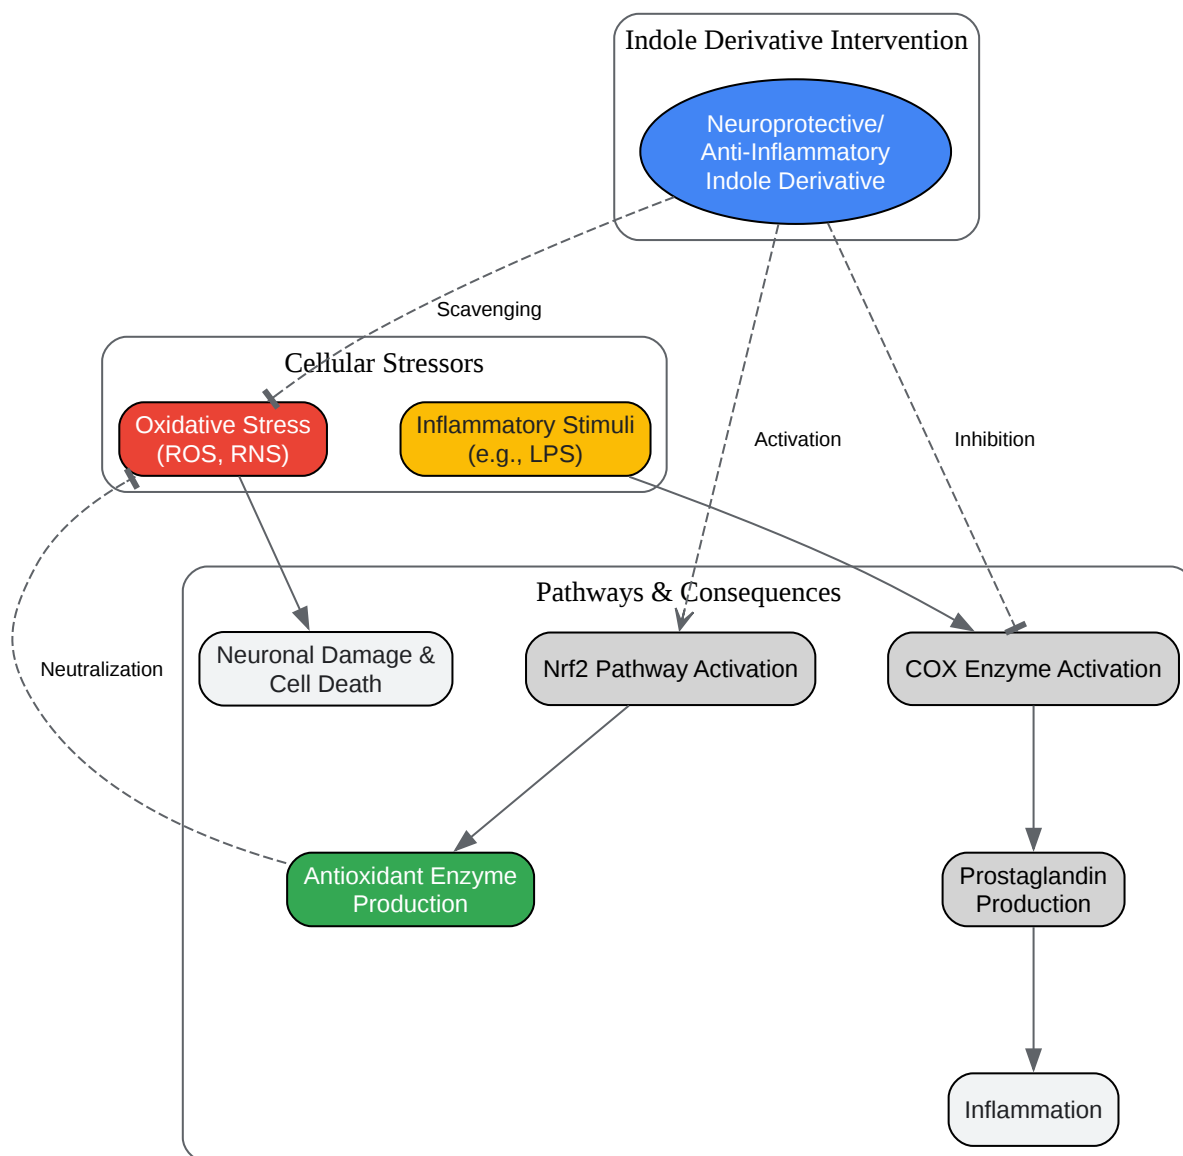 Indole Derivative Intervention
Neuroprotective/
Anti-Inflammatory
Indole Derivative
Scavenging
Cellular Stressors
Oxidative Stress
(ROS, RNS)
Inflammatory Stimuli
(e.g., LPS)
Activation
Inhibition
Pathways & Consequences
Neuronal Damage &
Cell Death
Nrf2 Pathway Activation
COX Enzyme Activation
Neutralization
Antioxidant Enzyme
Production
Prostaglandin
Production
Inflammation